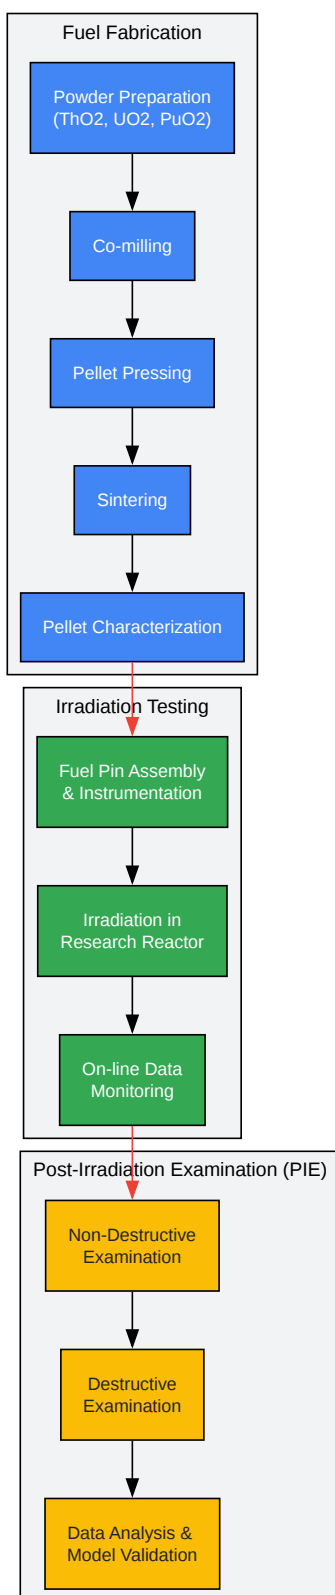 Fuel Fabrication
Powder Preparation
(ThO2, UO2, PuO2)
Co-milling
Pellet Pressing
Sintering
Pellet Characterization
Irradiation Testing
Fuel Pin Assembly
& Instrumentation
Irradiation in
Research Reactor
On-line Data
Monitoring
Post-Irradiation Examination (PIE)
Non-Destructive
Examination
Destructive
Examination
Data Analysis &
Model Validation